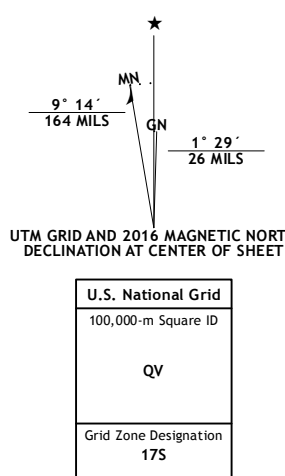 MN
GN
9° 14´
164 MILS
1° 29´
26 MILS
UTM GRID AND 2016 MAGNETIC NORT
DECLINATION AT CENTER OF SHEET
U.S. National Grid
100,000-m Square ID
QV
Grid Zone Designation
17S